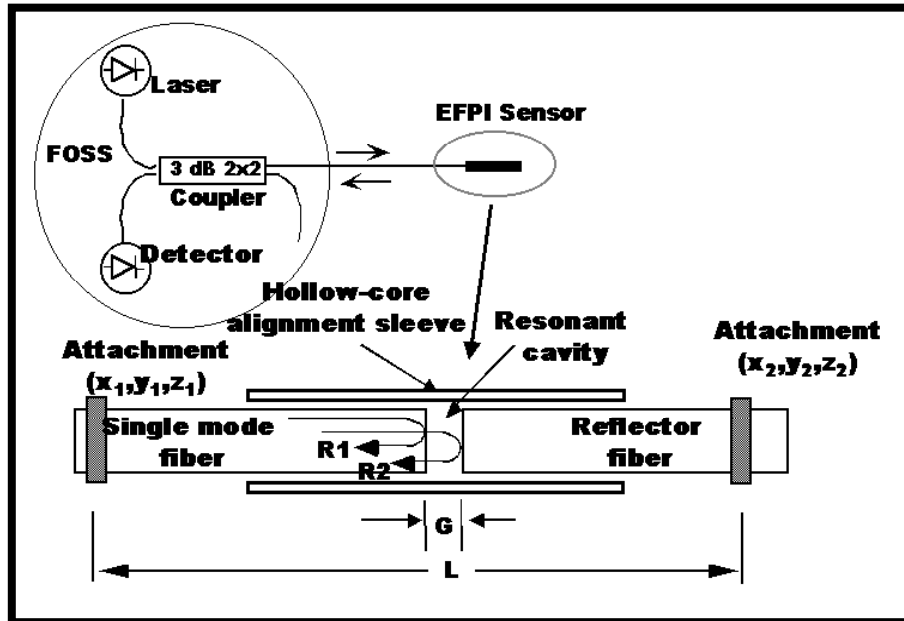 Laser
EFPI Sensor
FOSS
3 dB 2x2
Coupler
Detector
Hollow-core
alignment sleeve
Resonant
cavity
Attachment
(x₁,y₁,z₁)
Attachment
(x₂,y₂,z₂)
Single mode
fiber
R1
R2
Reflector
fiber
G
L